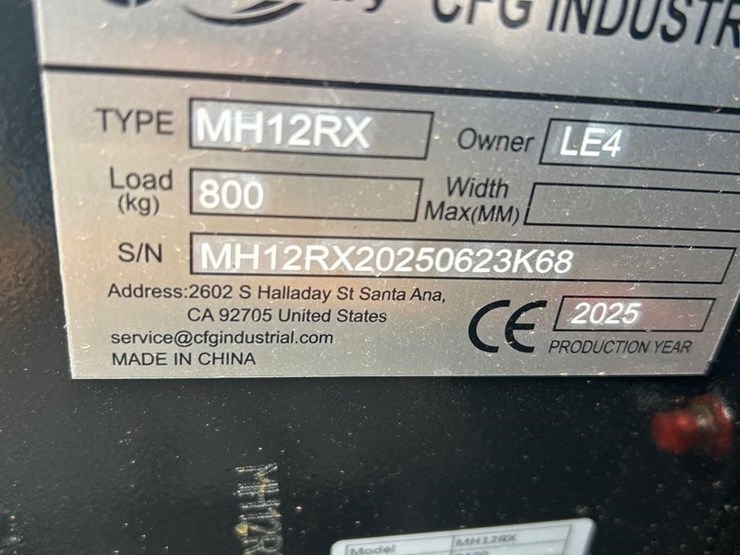 CFG INDUSTR
TYPE MH12RX Owner LE4
Load (kg) 800 Width Max(MM)
S/N MH12RX20250623K68
Address:2602 S Halladay St Santa Ana,
CA 92705 United States
service@cfgindustrial.com
MADE IN CHINA
CE 2025
PRODUCTION YEAR
MH12R
Model MH12RX